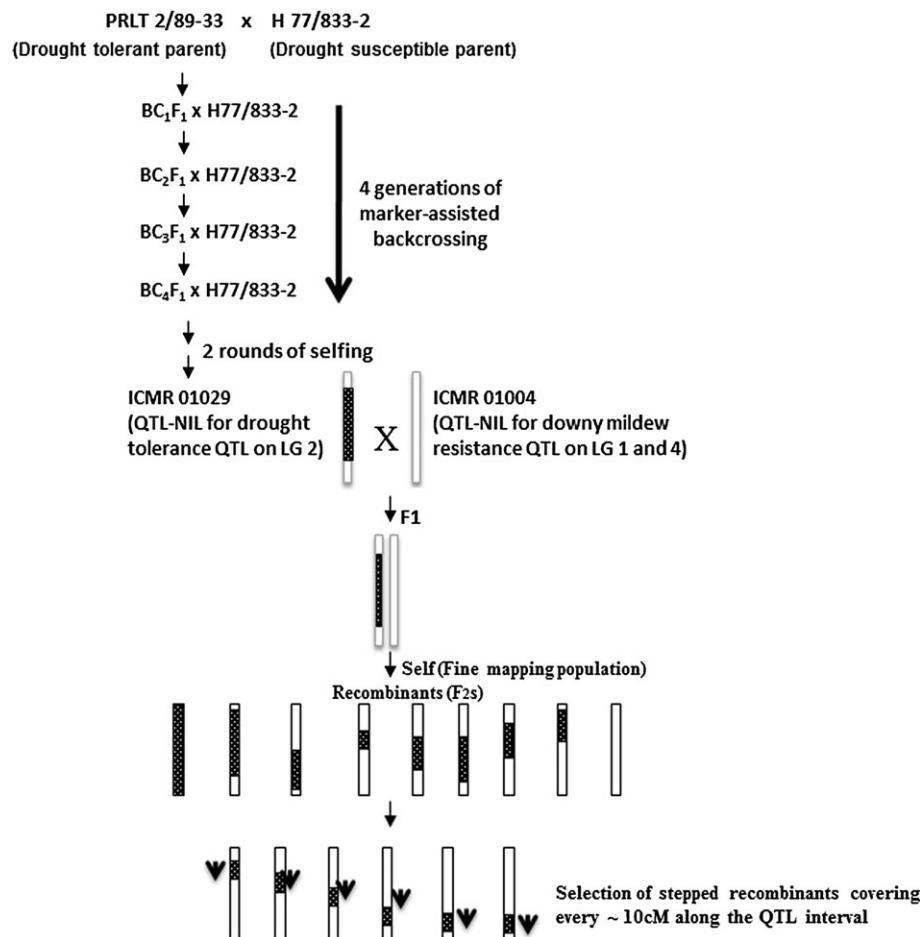 PRLT 2/89-33 x H 77/833-2
(Drought tolerant parent) (Drought susceptible parent)
BC₁F₁ x H77/833-2
BC₂F₁ x H77/833-2
BC₃F₁ x H77/833-2
BC₄F₁ x H77/833-2
4 generations of
marker-assisted
backcrossing
2 rounds of selfing
ICMR 01029
(QTL-NIL for drought
tolerance QTL on LG 2)
X
ICMR 01004
(QTL-NIL for downy mildew
resistance QTL on LG 1 and 4)
F1
Self (Fine mapping population)
Recombinants (F₂s)
Selection of stepped recombinants covering
every ~ 10cM along the QTL interval